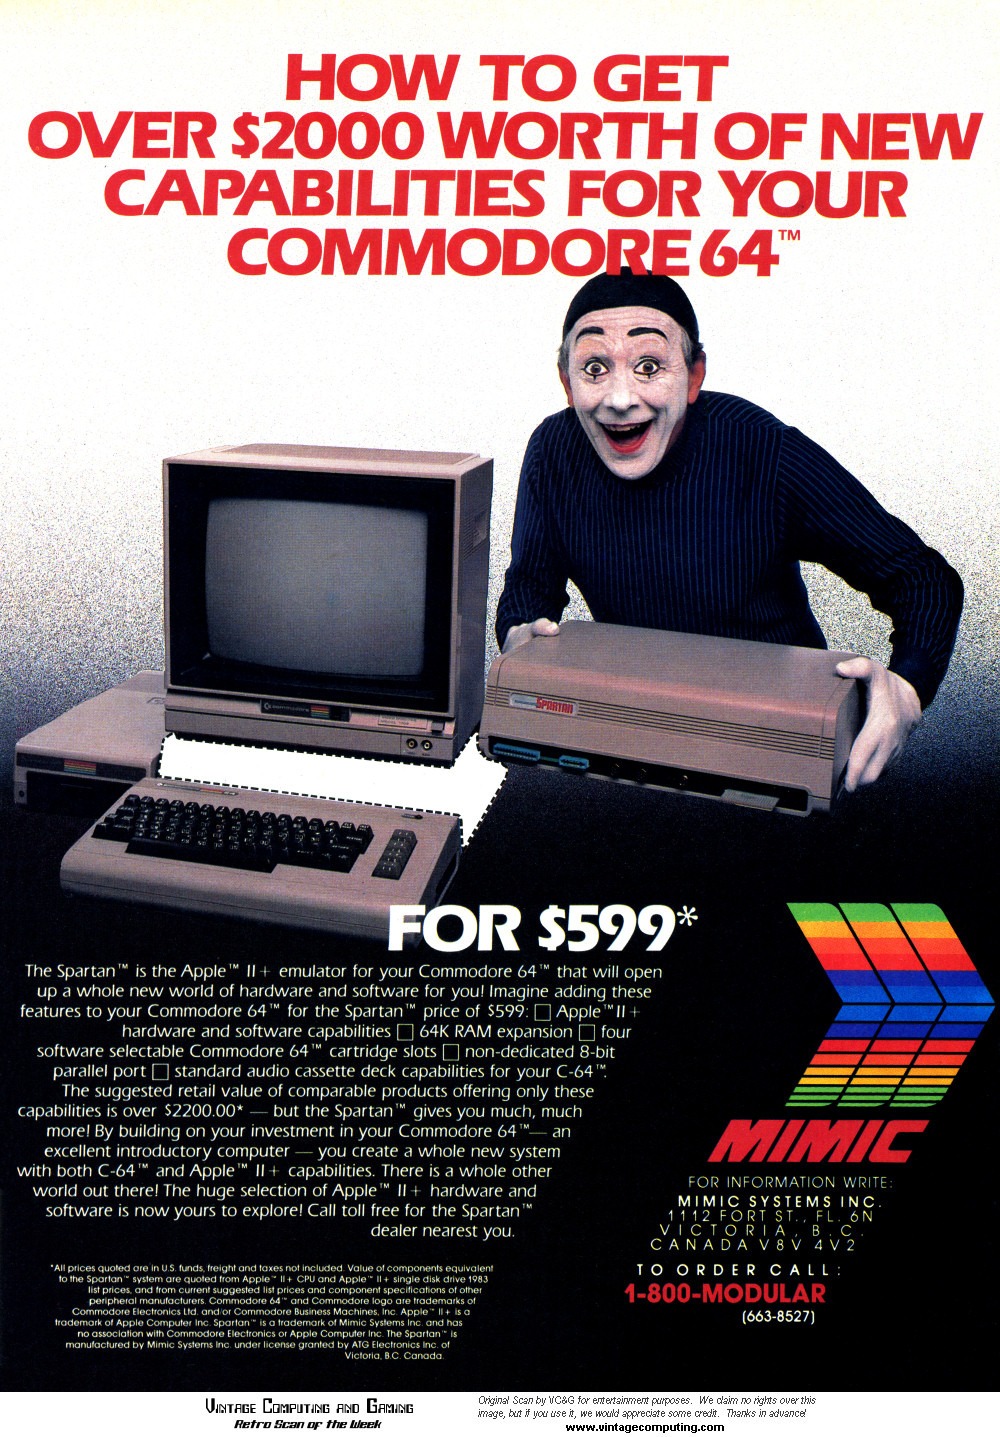 HOW TO GET
OVER $2000 WORTH OF NEW
CAPABILITIES FOR YOUR
COMMODORE 64™
SPARTAN
FOR $599*
The Spartan™ is the Apple™ II+ emulator for your Commodore 64™ that will open
up a whole new world of hardware and software for you! Imagine adding these
features to your Commodore 64™ for the Spartan™ price of $599: □ Apple™II+
hardware and software capabilities □ 64K RAM expansion □ four
software selectable Commodore 64™ cartridge slots □ non-dedicated 8-bit
parallel port □ standard audio cassette deck capabilities for your C-64™.
The suggested retail value of comparable products offering only these
capabilities is over $2200.00* — but the Spartan™ gives you much, much
more! By building on your investment in your Commodore 64™— an
excellent introductory computer — you create a whole new system
with both C-64™ and Apple™ II+ capabilities. There is a whole other
world out there! The huge selection of Apple™ II+ hardware and
software is now yours to explore! Call toll free for the Spartan™
dealer nearest you.
*All prices quoted are in U.S. funds, freight and taxes not included. Value of components equivalent
to the Spartan™ system are quoted from Apple™ II+ CPU and Apple™ II+ single disk drive 1983
list prices, and from current suggested list prices and component specifications of other
peripheral manufacturers. Commodore 64™ and Commodore logo are trademarks of
Commodore Electronics Ltd. and/or Commodore Business Machines, Inc. Apple™ II+ is a
trademark of Apple Computer Inc. Spartan™ is a trademark of Mimic Systems Inc. and has
no association with Commodore Electronics or Apple Computer Inc. The Spartan™ is
manufactured by Mimic Systems Inc. under license granted by ATG Electronics Inc. of
Victoria, B.C. Canada.
MIMIC
FOR INFORMATION WRITE:
MIMIC SYSTEMS INC.
1112 FORT ST., FL. 6N
VICTORIA, B.C.
CANADA V8V 4V2
TO ORDER CALL:
1-800-MODULAR
(663-8527)
Vintage Computing and Gaming
Retro Scan of the Week
Original Scan by VC&G for entertainment purposes. We claim no rights over this
image, but if you use it, we would appreciate some credit. Thanks in advance!
www.vintagecomputing.com